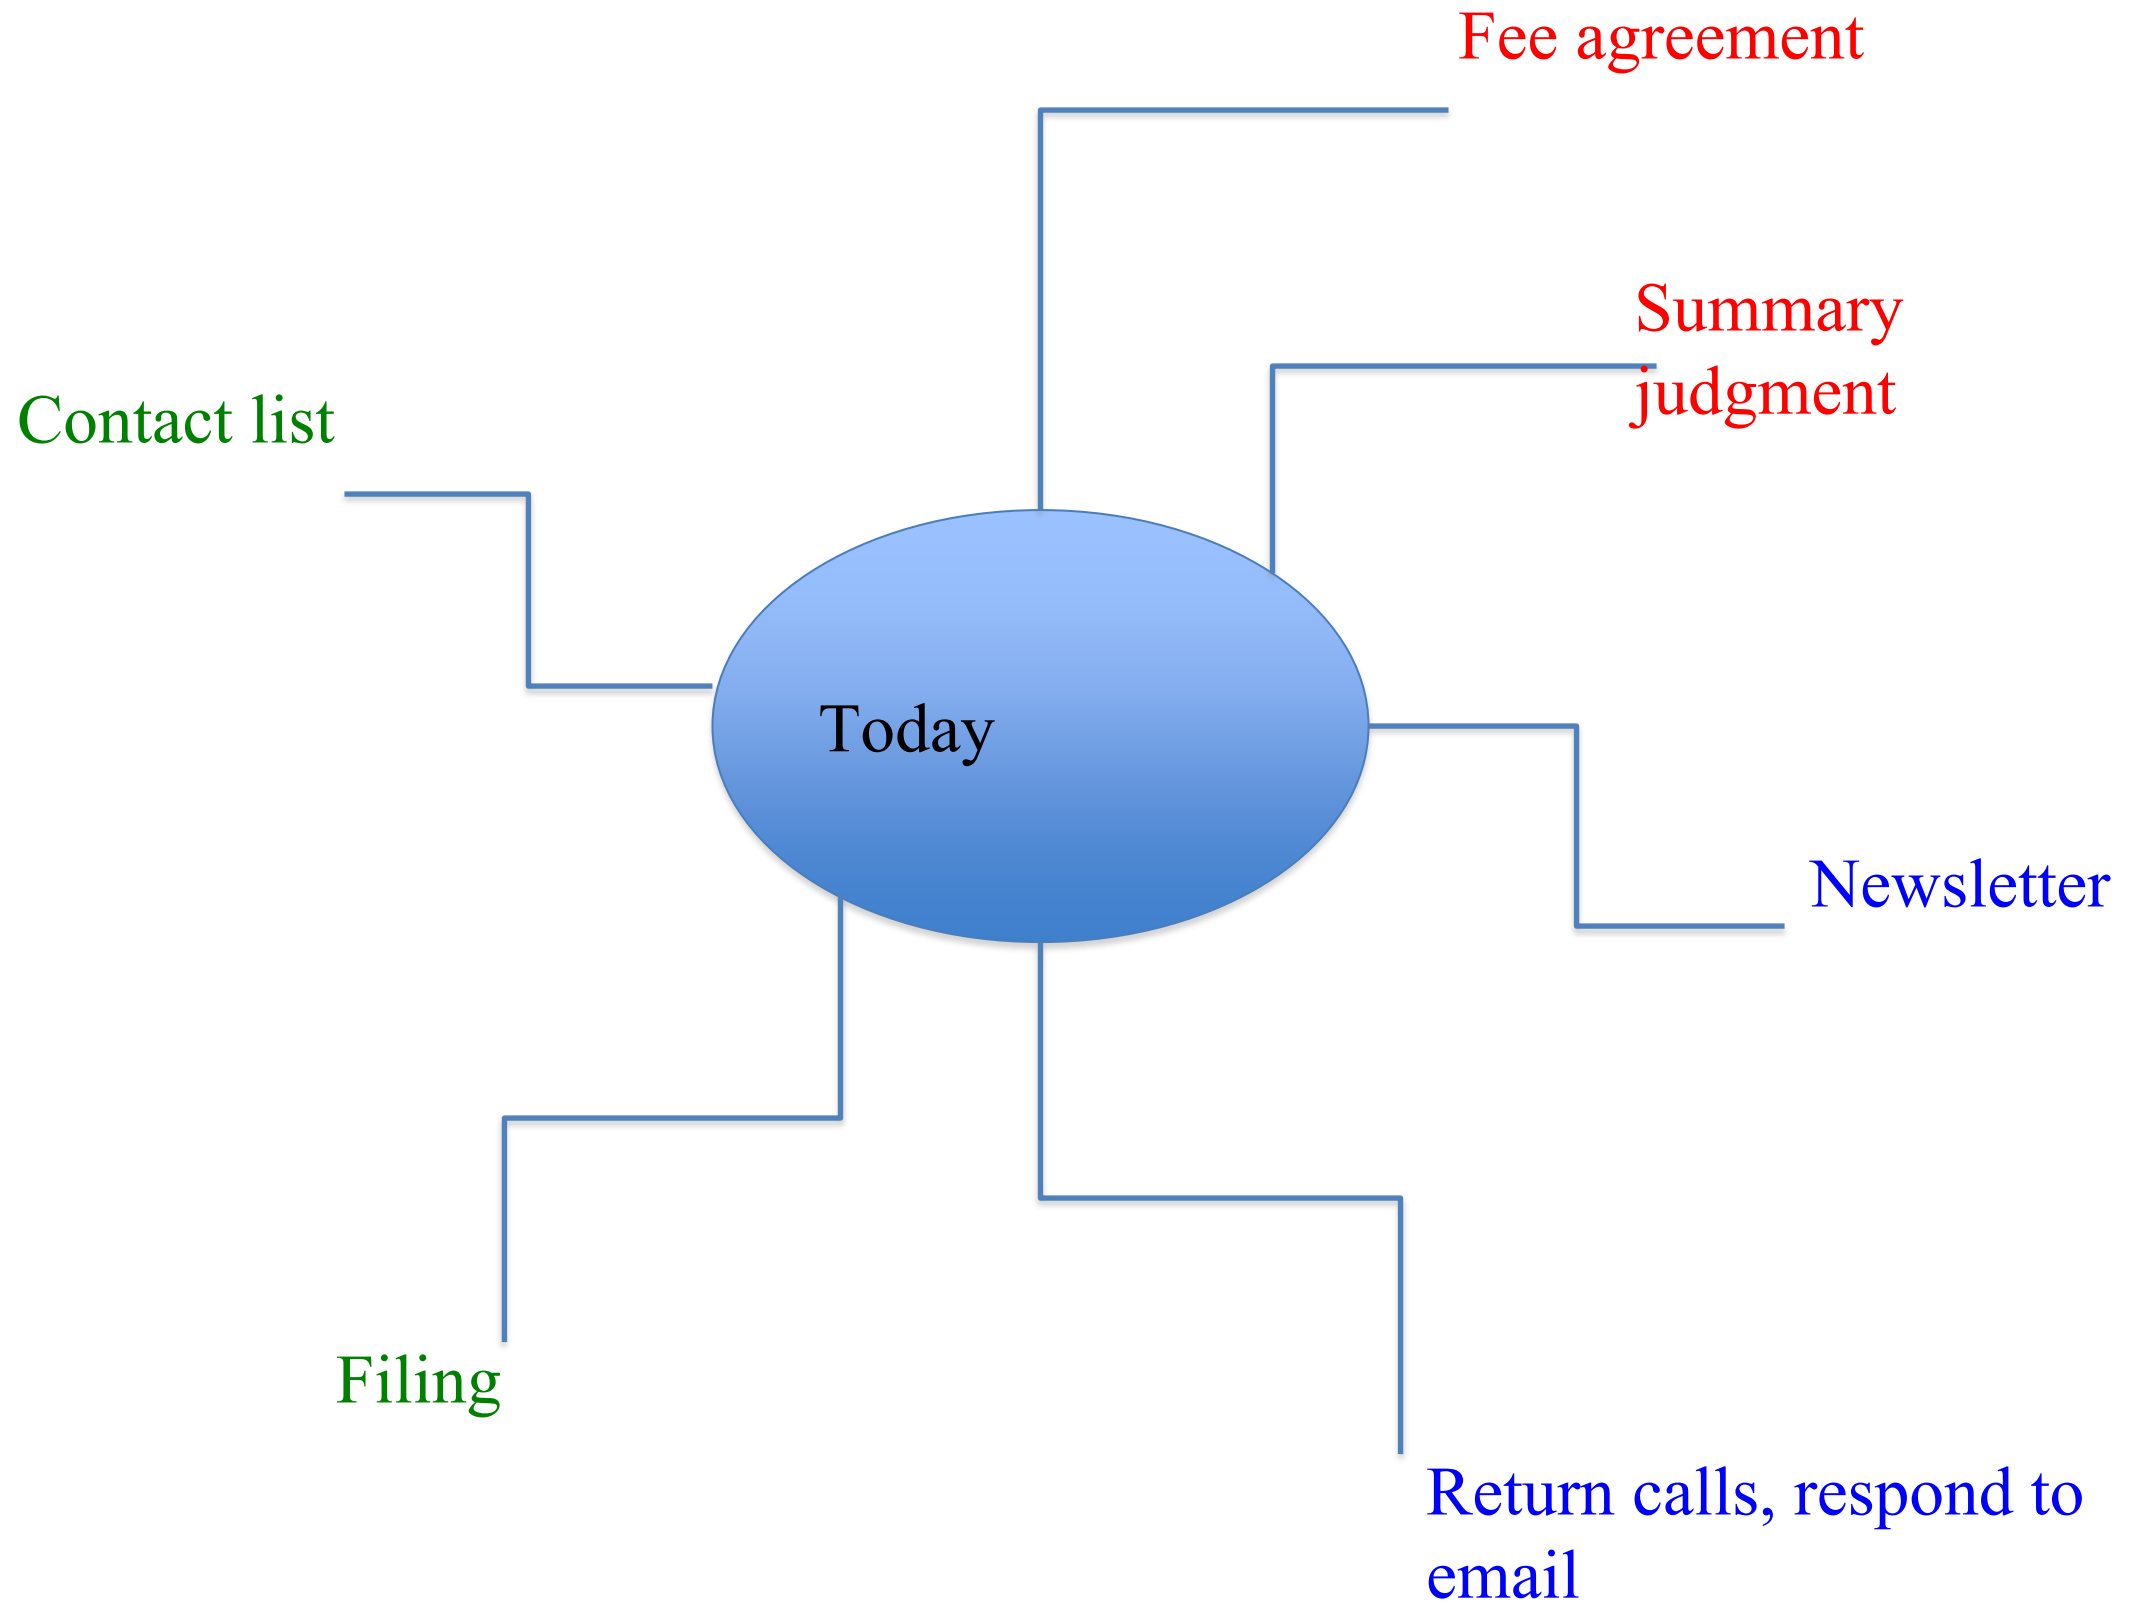 Fee agreement
Summary
judgment
Contact list
Today
Newsletter
Filing
Return calls, respond to
email